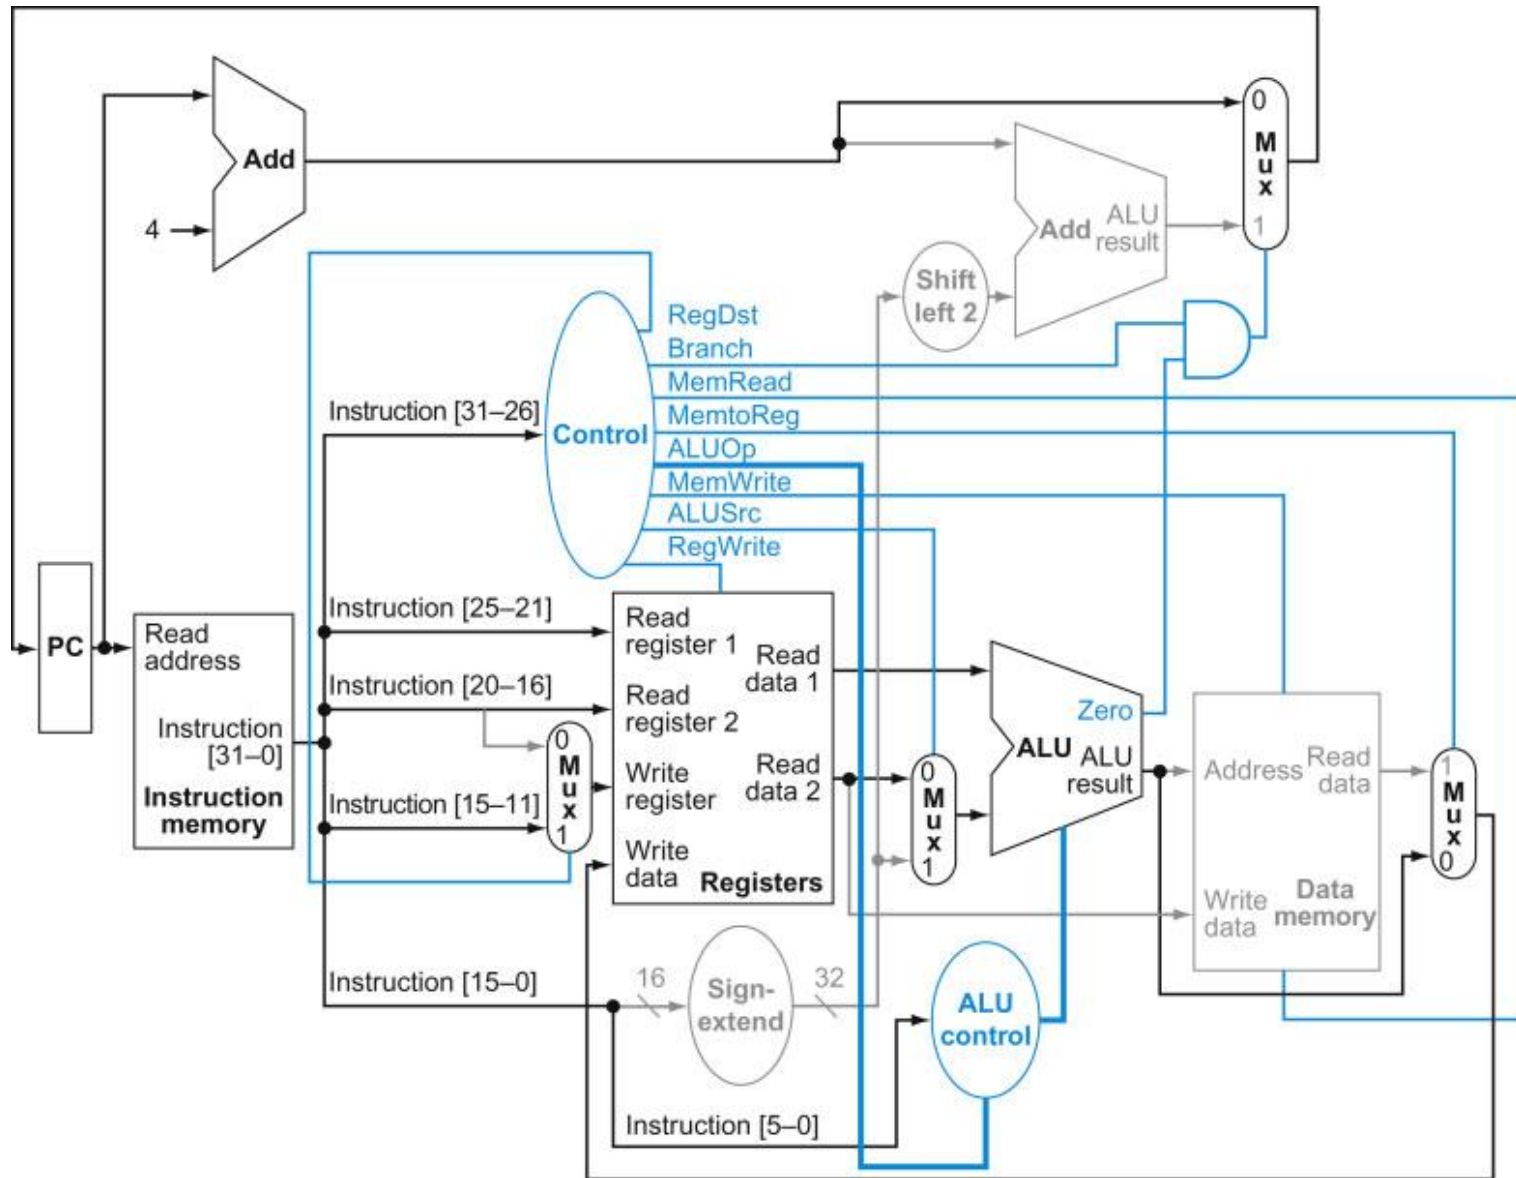 0
M
u
x
1
Add
4
Add
ALU
result
Shift
left 2
RegDst
Branch
MemRead
MemtoReg
ALUOp
MemWrite
ALUSrc
RegWrite
Control
Instruction [31–26]
Instruction [25–21]
Instruction [20–16]
Instruction [15–11]
Instruction [15–0]
Instruction [5–0]
PC
Read
address
Instruction
[31–0]
Instruction
memory
0
M
u
x
1
Read
register 1
Read
register 2
Write
register
Write
data
Read
data 1
Read
data 2
Registers
0
M
u
x
1
Zero
ALU
ALU
result
Address
Read
data
Write
data
Data
memory
1
M
u
x
0
16
Sign-
extend
32
ALU
control